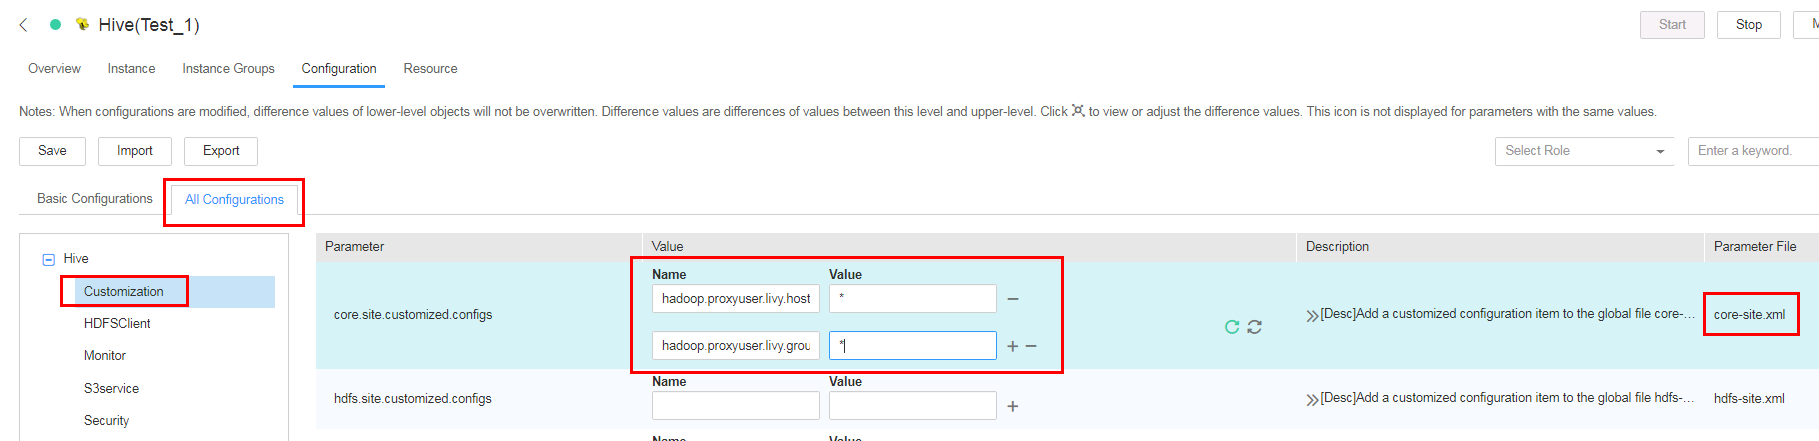 Hive(Test_1)
Start
Stop
Overview
Instance
Instance Groups
Configuration
Resource
Notes: When configurations are modified, difference values of lower-level objects will not be overwritten. Difference values are differences of values between this level and upper-level. Click to view or adjust the difference values. This icon is not displayed for parameters with the same values.
Save
Import
Export
Select Role
Enter a keyword.
Basic Configurations
All Configurations
Hive
Customization
HDFSClient
Monitor
S3service
Security
Parameter
Value
Description
Parameter File
core.site.customized.configs
Name
Value
hadoop.proxyuser.livy.host
*
hadoop.proxyuser.livy.grou
*
[Desc]Add a customized configuration item to the global file core-...
core-site.xml
hdfs.site.customized.configs
Name
Value
[Desc]Add a customized configuration item to the global file hdfs-...
hdfs-site.xml